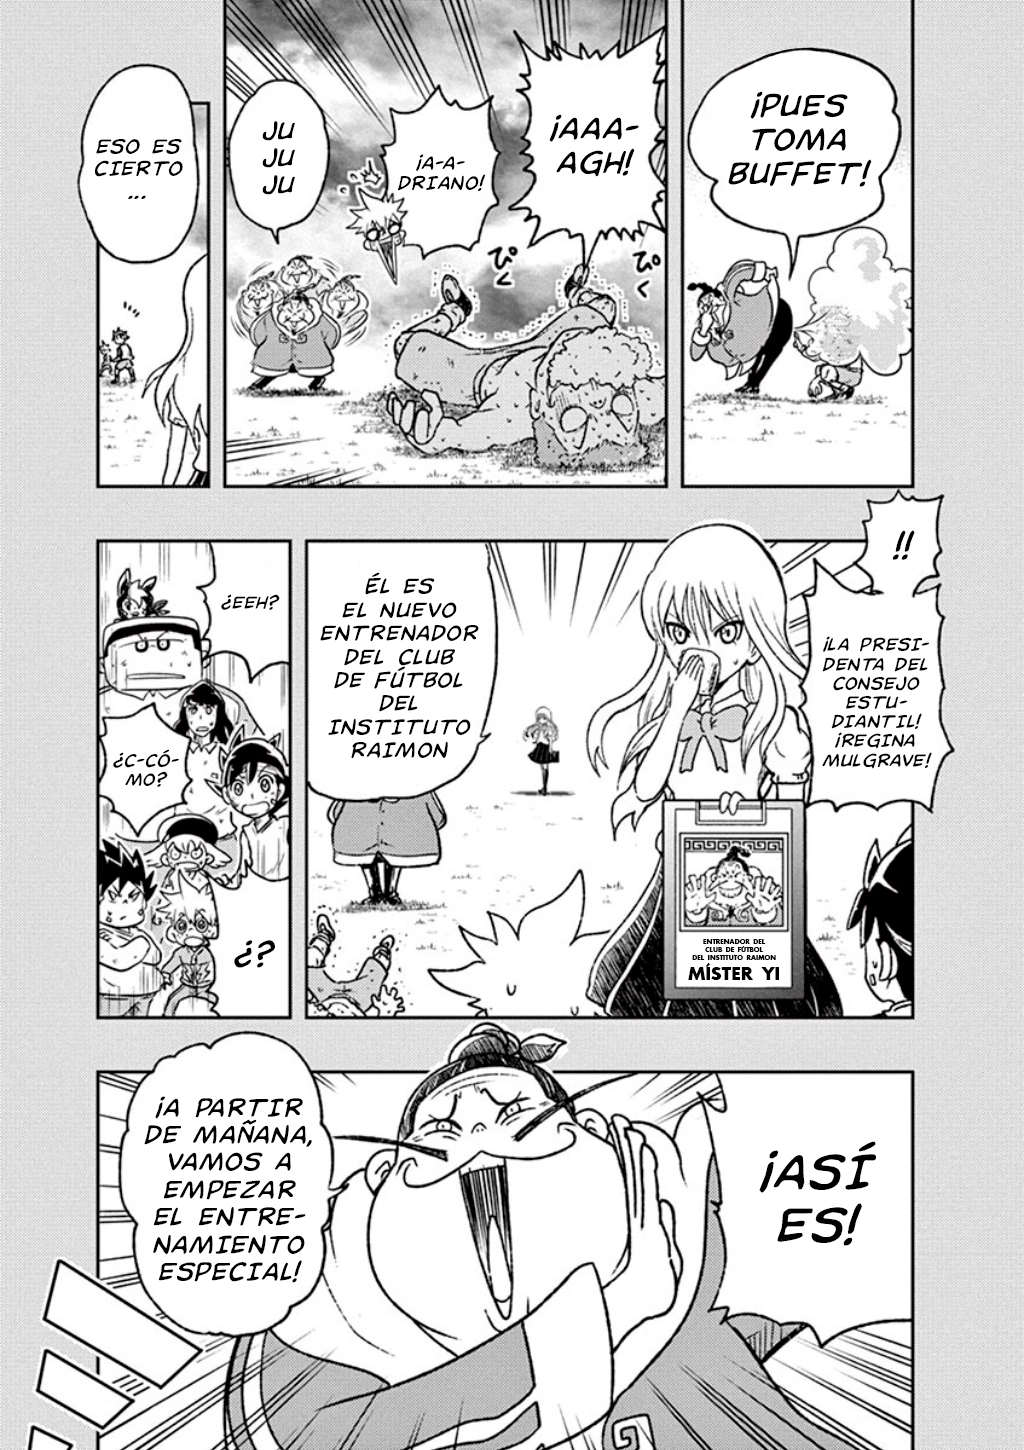 ¡PUES
TOMA
BUFFET!
¡AAA-
AGH!
¡A-A-
DRIANO!
JU
JU
JU
ぴく
ぴく
ESO ES
CIERTO
...
!!
¡LA PRESI-
DENTA DEL
CONSEJO
ESTU-
DIANTIL!
¡REGINA
MULGRAVE!
ÉL ES
EL NUEVO
ENTRENADOR
DEL CLUB
DE FÚTBOL
DEL
INSTITUTO
RAIMON
ENTRENADOR DEL
CLUB DE FÚTBOL
DEL INSTITUTO RAIMON
MÍSTER YI
¿EEH?
¿C-CÓ-
MO?
¿?
¡ASÍ
ES!
¡A PARTIR
DE MAÑANA,
VAMOS A
EMPEZAR
EL ENTRE-
NAMIENTO
ESPECIAL!